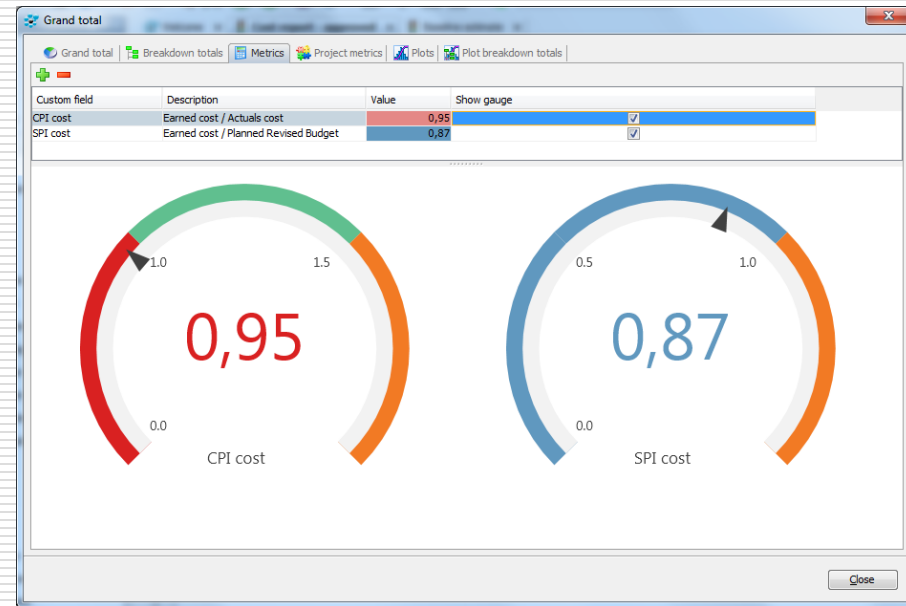 Grand total
Grand total Breakdown totals Metrics Project metrics Plots Plot breakdown totals
Custom field Description Value Show gauge
CPI cost Earned cost / Actuals cost 0,95
SPI cost Earned cost / Planned Revised Budget 0,87
1.0 1.5 0.5 1.0
0,95 0,87
0.0 0.0
CPI cost SPI cost
Close